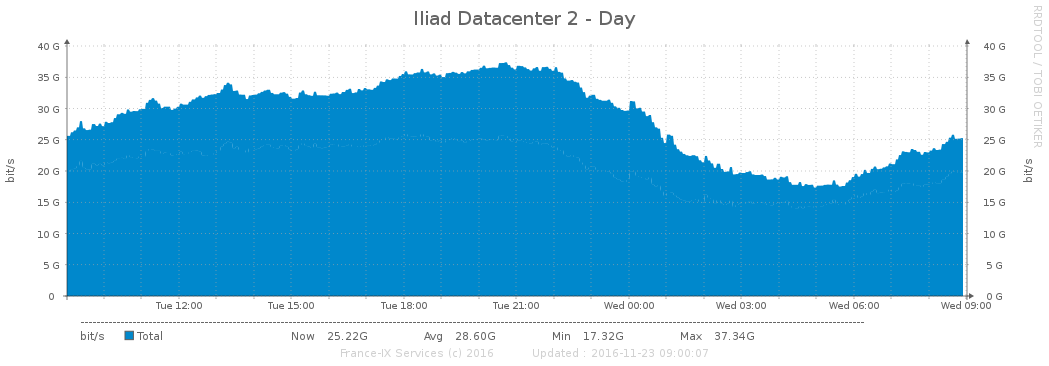 Iliad Datacenter 2 - Day
RRDTOOL / TOBI OETIKER
40 G 40 G
35 G 35 G
30 G 30 G
25 G 25 G
20 G 20 G
15 G 15 G
10 G 10 G
5 G 5 G
0 0 G
bit/s bit/s
Tue 12:00 Tue 15:00 Tue 18:00 Tue 21:00 Wed 00:00 Wed 03:00 Wed 06:00 Wed 09:00
bit/s Total Now 25.22G Avg 28.60G Min 17.32G Max 37.34G
France-IX Services (c) 2016 Updated : 2016-11-23 09:00:07